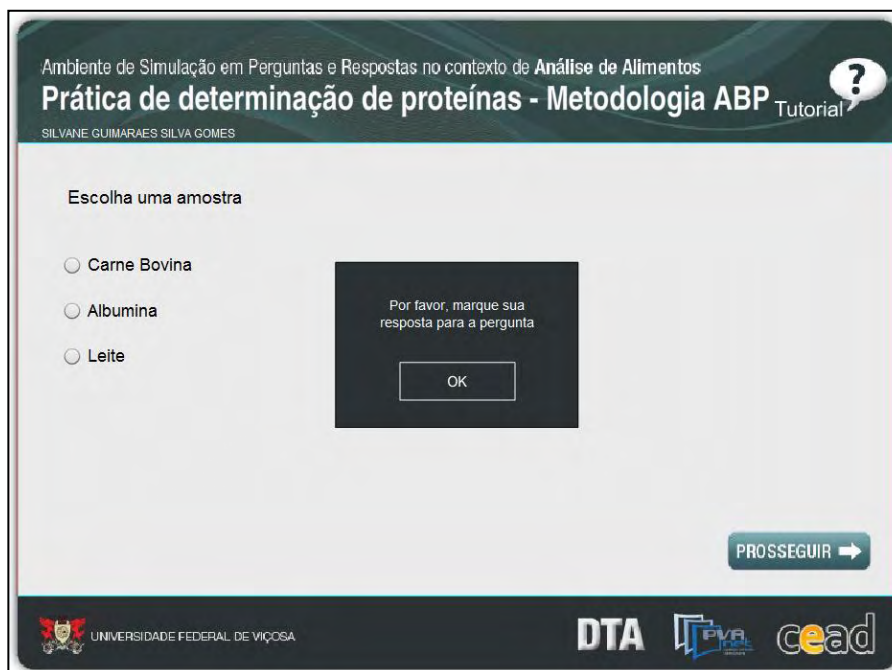 Ambiente de Simulação em Perguntas e Respostas no contexto de Análise de Alimentos
Prática de determinação de proteínas - Metodologia ABP
Tutorial
?
SILVANE GUIMARAES SILVA GOMES
Escolha uma amostra
Carne Bovina
Albumina
Leite
Por favor, marque sua
resposta para a pergunta
OK
PROSSEGUIR
UNIVERSIDADE FEDERAL DE VIÇOSA
DTA
PVA
net
cead